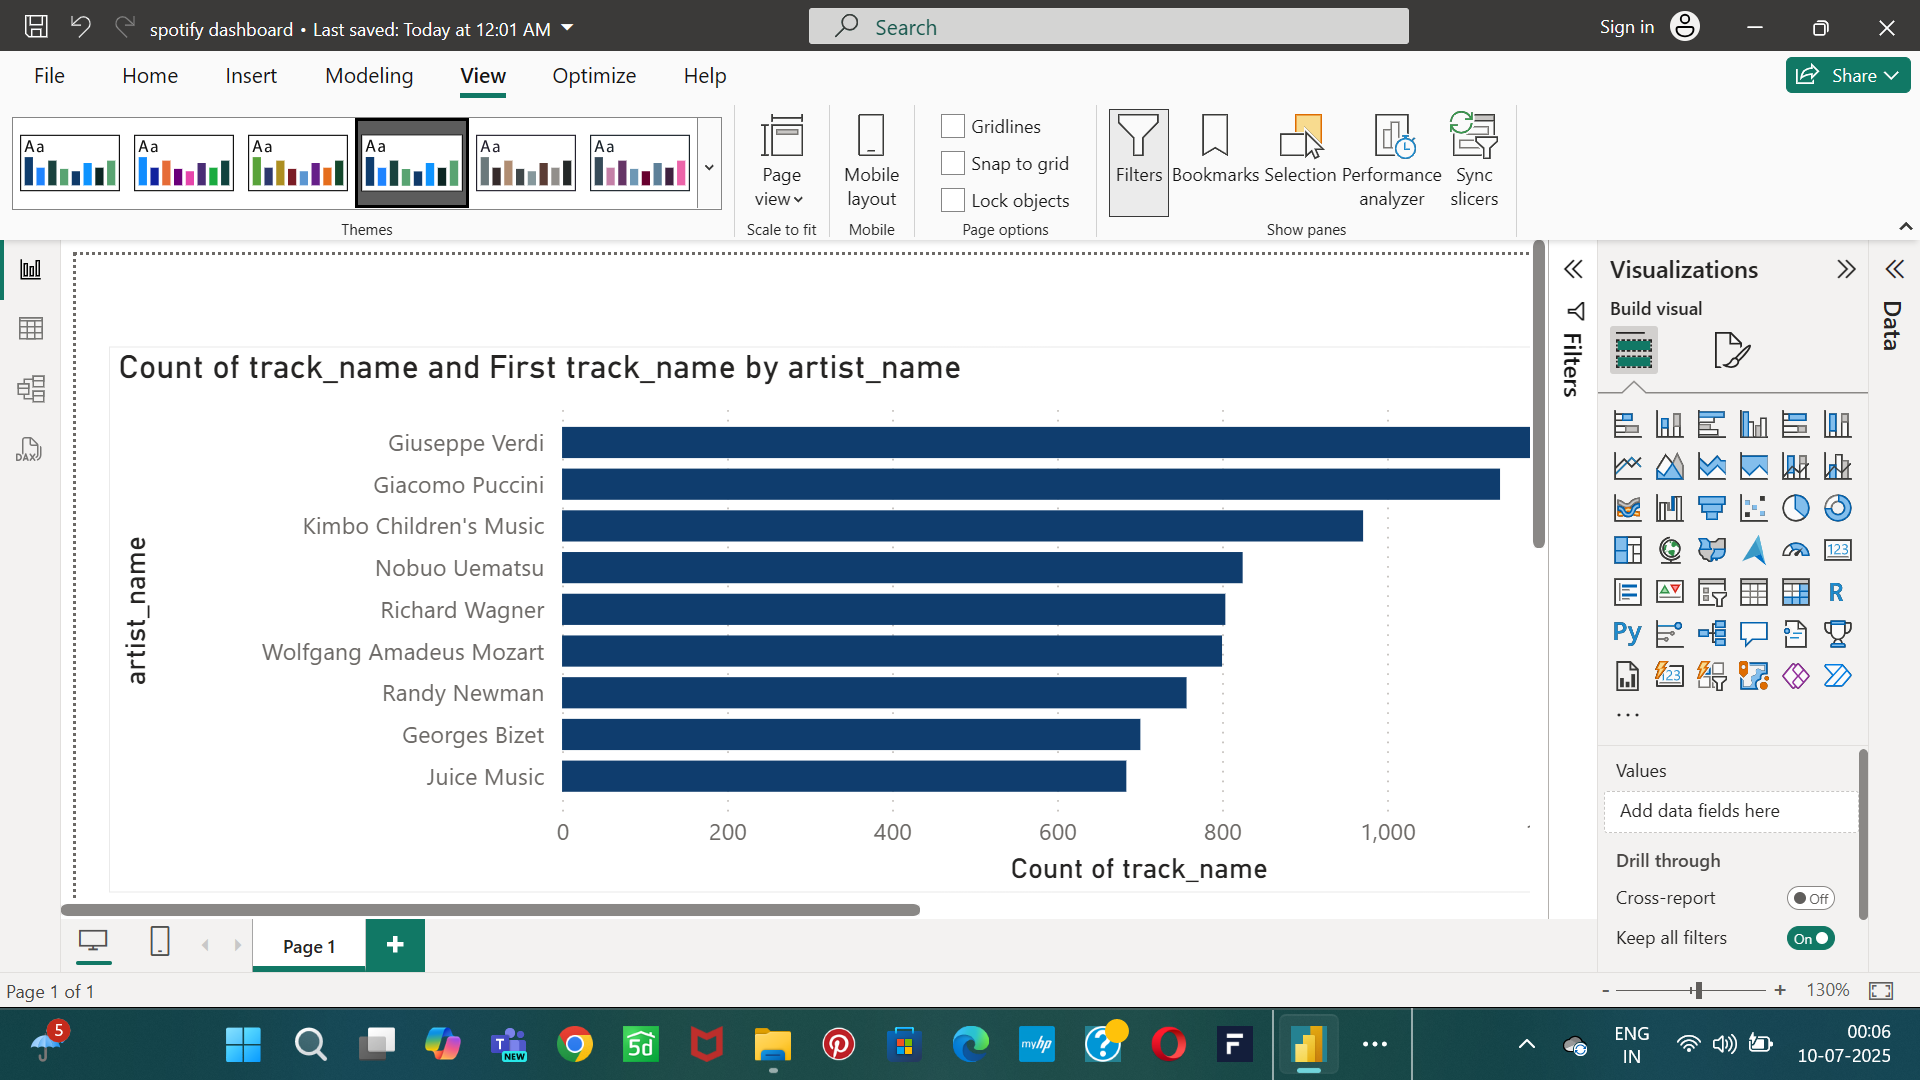 spotify dashboard • Last saved: Today at 12:01 AM
Search
Sign in
File
Home
Insert
Modeling
View
Optimize
Help
Share
Aa
Aa
Aa
Aa
Aa
Aa
Themes
Page view
Scale to fit
Mobile layout
Mobile
Gridlines
Snap to grid
Lock objects
Page options
Filters
Bookmarks
Selection
Performance analyzer
Sync slicers
Show panes
DAX
Count of track_name and First track_name by artist_name
artist_name
Giuseppe Verdi
Giacomo Puccini
Kimbo Children's Music
Nobuo Uematsu
Richard Wagner
Wolfgang Amadeus Mozart
Randy Newman
Georges Bizet
Juice Music
0
200
400
600
800
1,000
Count of track_name
Filters
Visualizations
Build visual
123
R
Py
123
...
Values
Add data fields here
Drill through
Cross-report
Off
Keep all filters
On
Data
Page 1
+
Page 1 of 1
- + 130%
5
T
NEW
5d
myhp
?
F
ENG
IN
00:06
10-07-2025